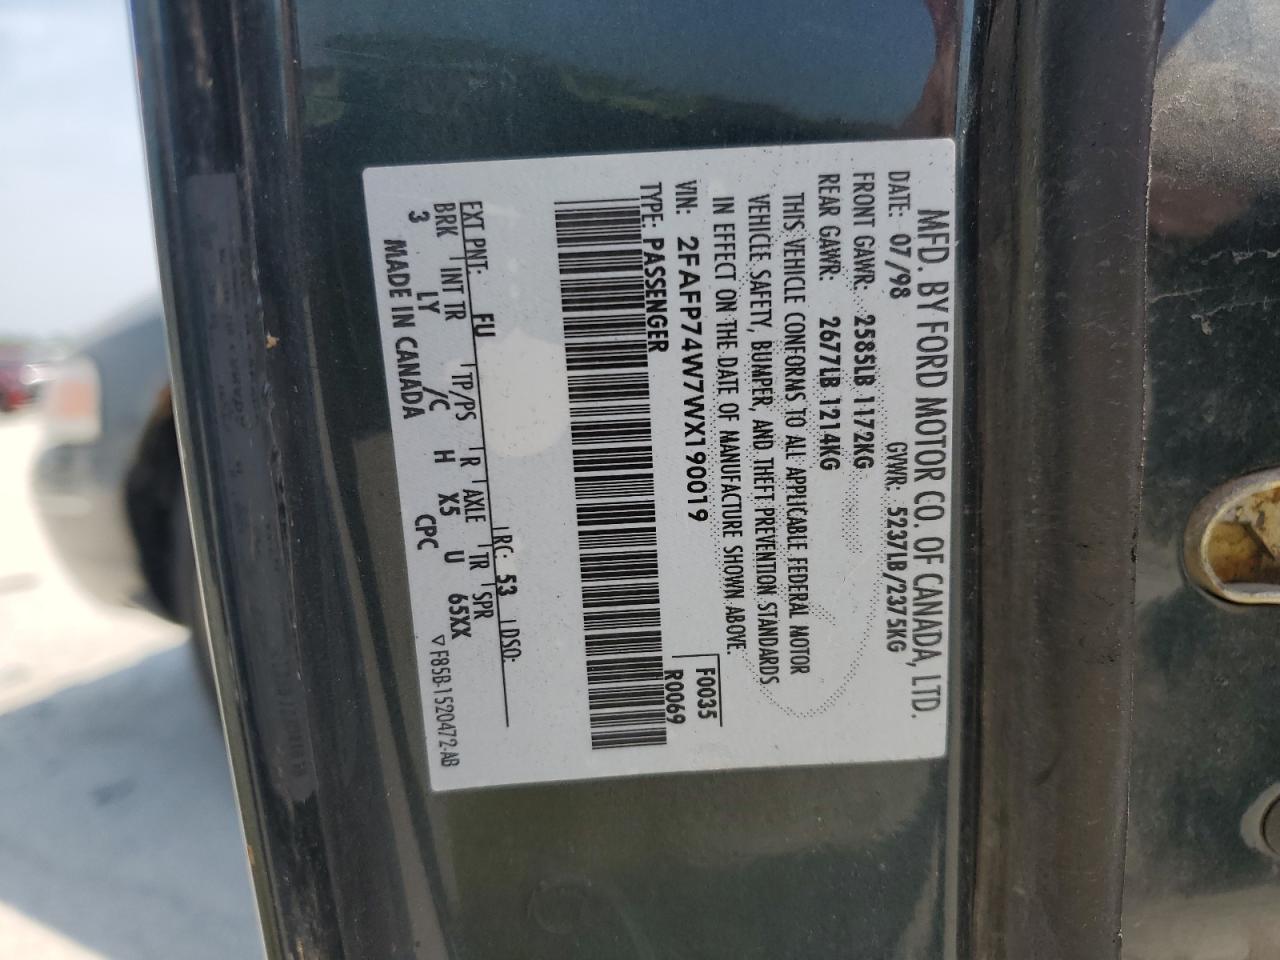 MFD. BY FORD MOTOR CO. OF CANADA, LTD.
DATE: 07/98 GVWR: 5237LB/2375KG
FRONT GAWR: 2585LB 1172KG
REAR GAWR: 2677LB 1214KG
THIS VEHICLE CONFORMS TO ALL APPLICABLE FEDERAL MOTOR
VEHICLE SAFETY, BUMPER, AND THEFT PREVENTION STANDARDS
IN EFFECT ON THE DATE OF MANUFACTURE SHOWN ABOVE.
VIN: 2FAFP74W7WX190019 F0035
TYPE: PASSENGER R0069
EXT PNT: FU RC: 53 DSO:
BRK INT TR TP/PS R AXLE TR SPR
3 LY /C H X5 U 65XX
MADE IN CANADA CPC ▽F85B-1520472-AB